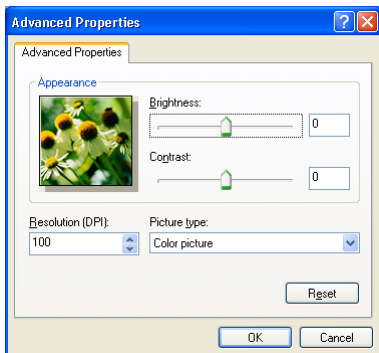 Advanced Properties
Advanced Properties
Appearance
Brightness:
0
Contrast:
0
Resolution (DPI):
Picture type:
100
Color picture
Reset
OK
Cancel